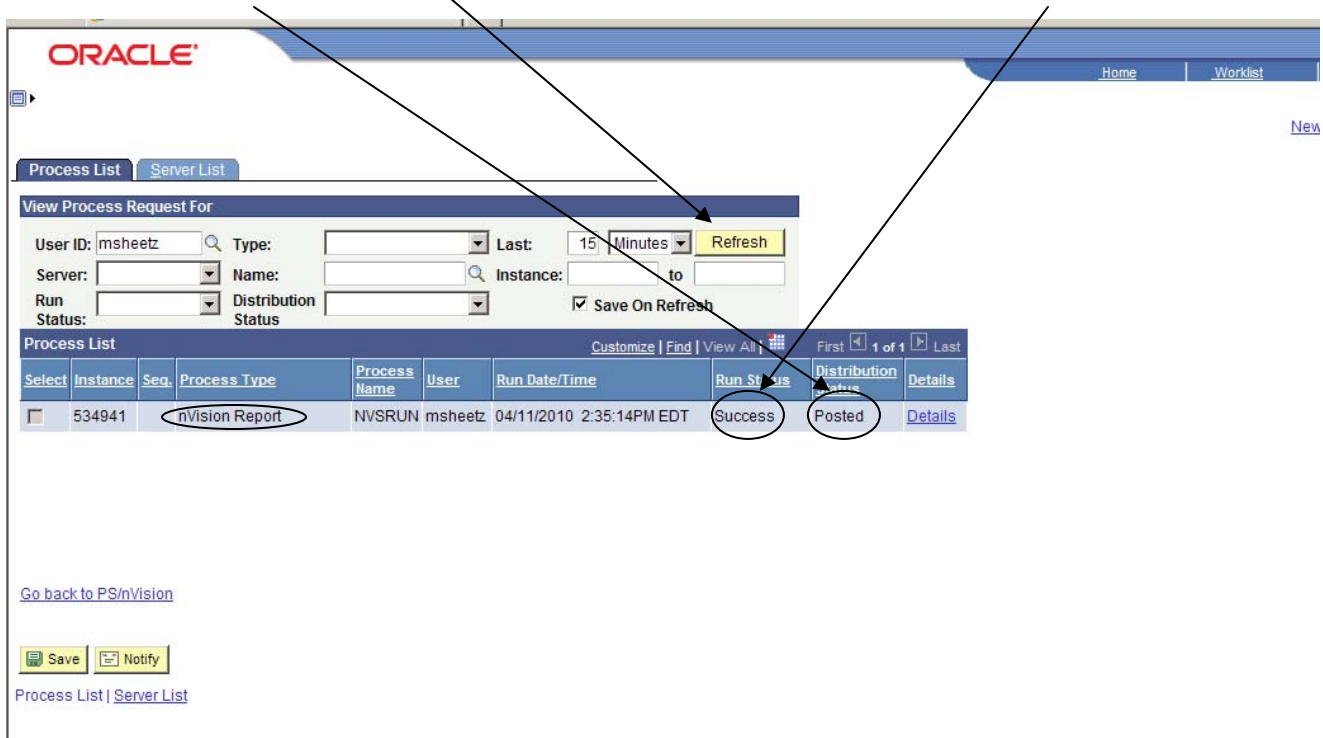 ORACLE'
Home Worklist
New
Process List Server List
View Process Request For
User ID: msheetz Type: Last: 15 Minutes Refresh
Server: Name: Instance: to
Run Status: Distribution Status Save On Refresh
Process List Customize | Find | View All | First 1 of 1 Last
Select Instance Seq. Process Type Process Name User Run Date/Time Run Status Distribution Status Details
534941 nVision Report NVSRUN msheetz 04/11/2010 2:35:14PM EDT Success Posted Details
Go back to PS/nVision
Save Notify
Process List | Server List